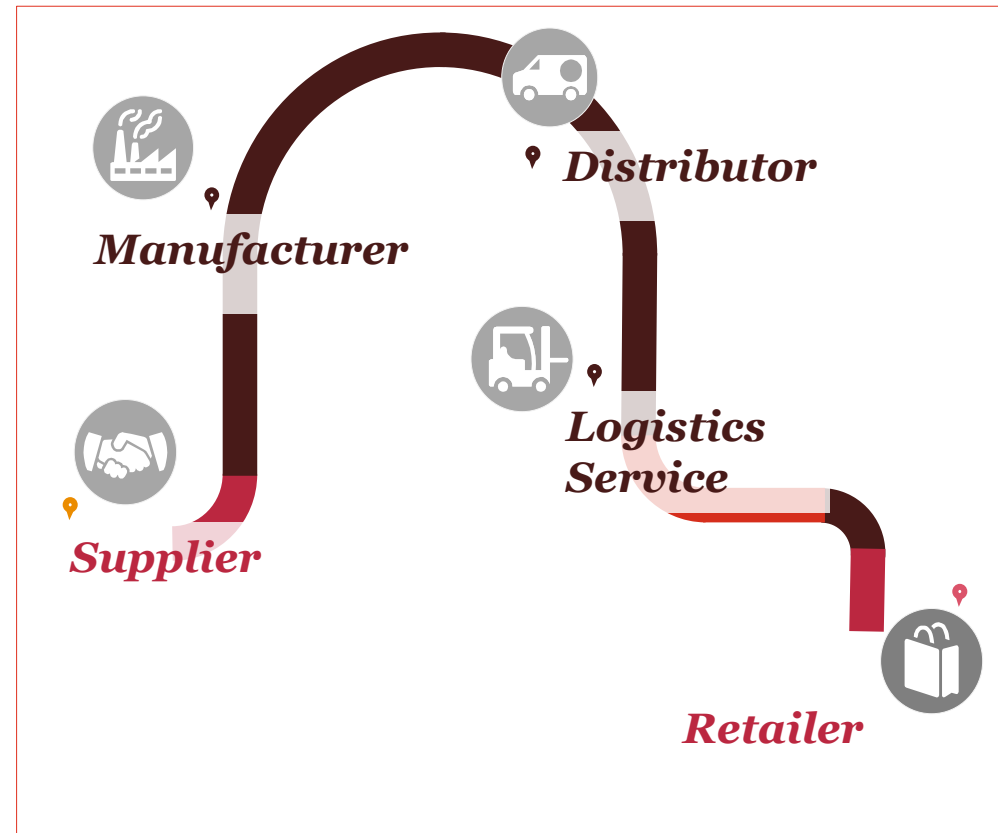 Distributor
Manufacturer
Logistics
Service
Supplier
Retailer